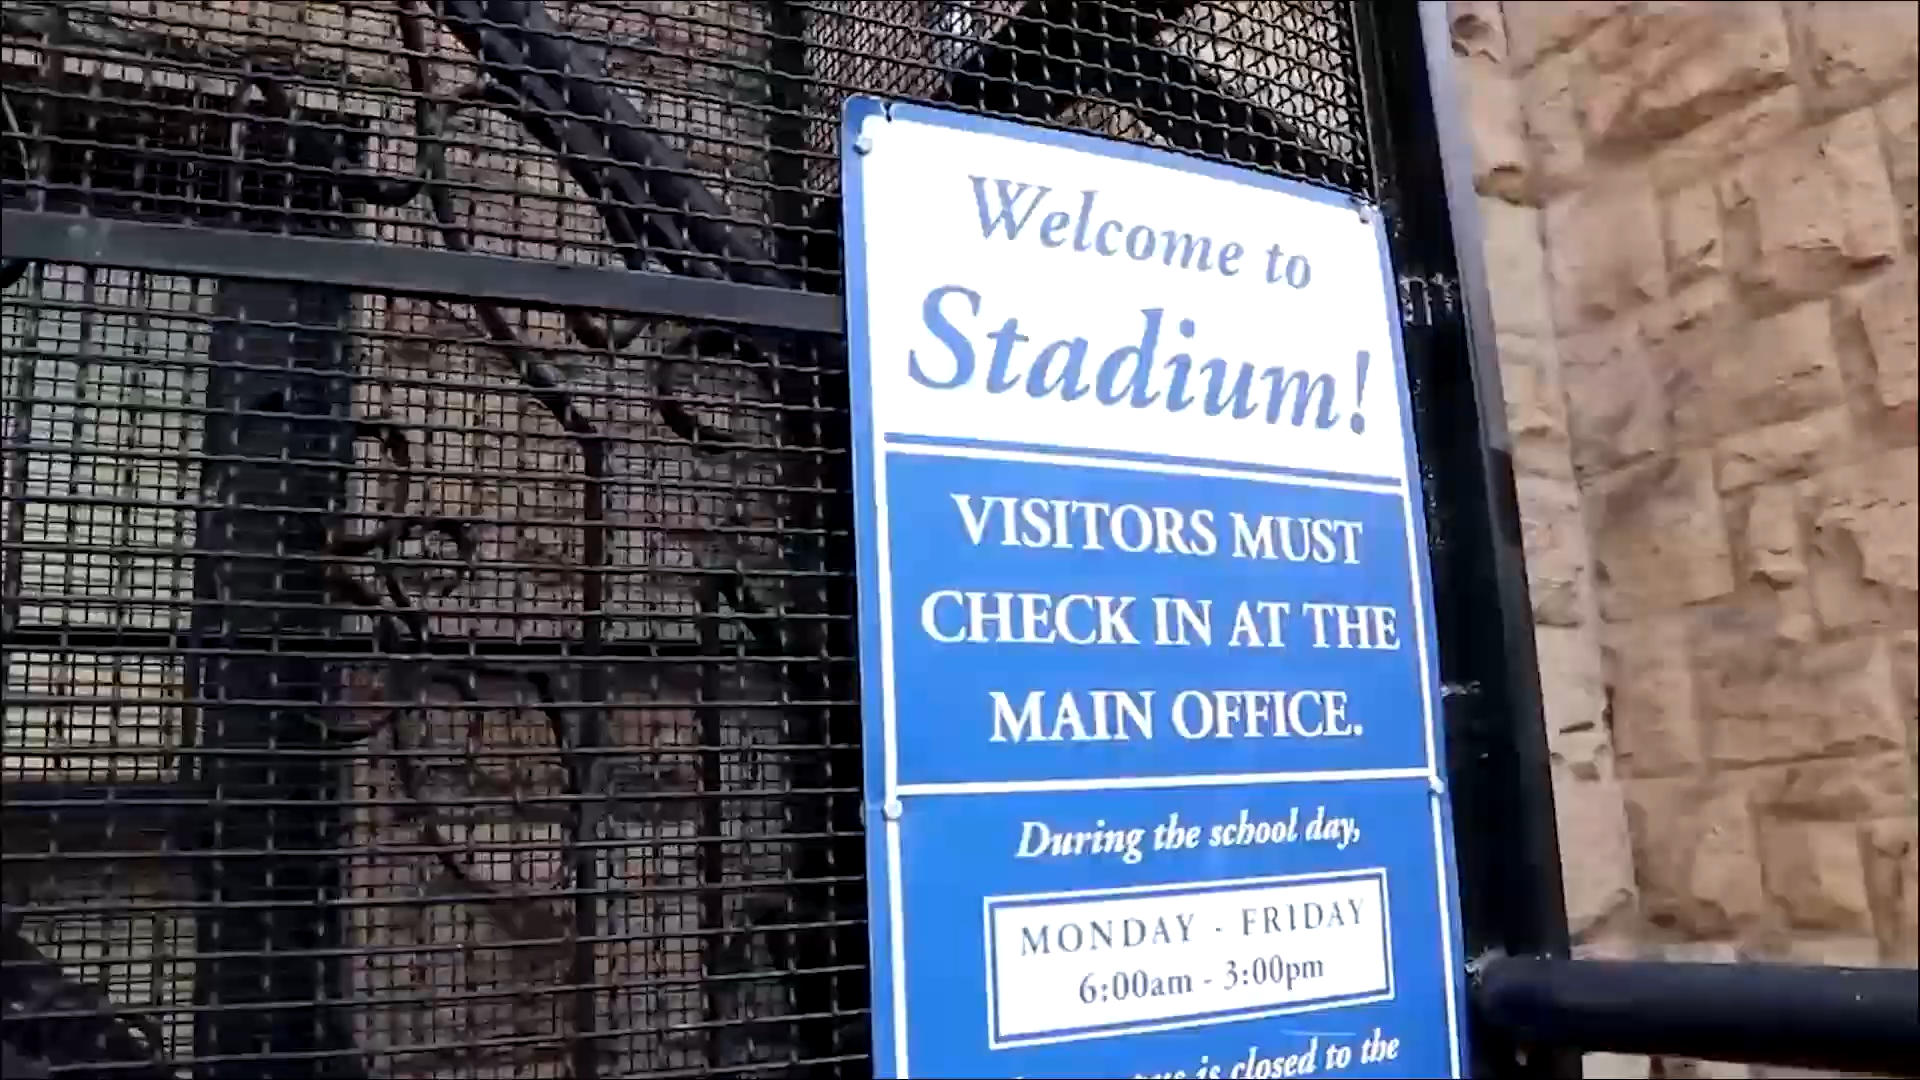 Welcome to
Stadium!
VISITORS MUST
CHECK IN AT THE
MAIN OFFICE.
During the school day,
MONDAY - FRIDAY
6:00am - 3:00pm
is closed to the